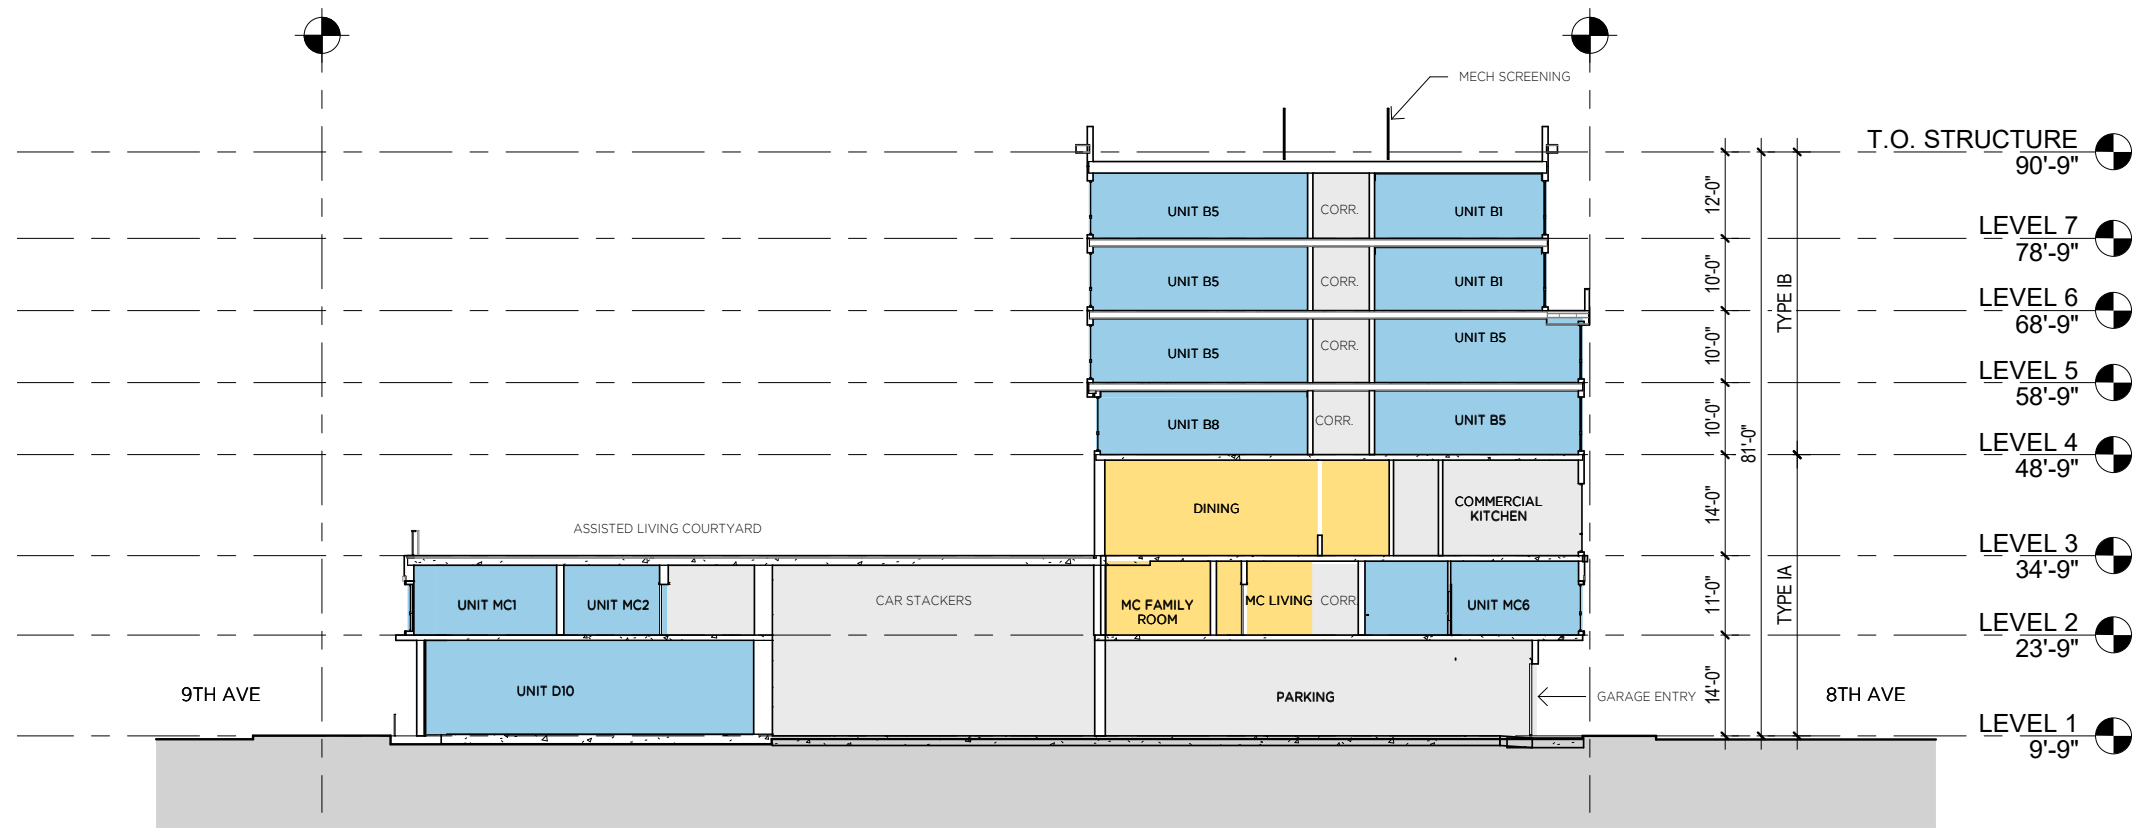 MECH SCREENING
T.O. STRUCTURE
90'-9"
12'-0"
UNIT B5
CORR.
UNIT B1
LEVEL 7
78'-9"
10'-0"
UNIT B5
CORR.
UNIT B1
TYPE IB
LEVEL 6
68'-9"
10'-0"
UNIT B5
CORR.
UNIT B5
LEVEL 5
58'-9"
10'-0"
UNIT B8
CORR.
UNIT B5
81'-0"
LEVEL 4
48'-9"
14'-0"
DINING
COMMERCIAL
KITCHEN
ASSISTED LIVING COURTYARD
LEVEL 3
34'-9"
11'-0"
TYPE IA
UNIT MC1
UNIT MC2
CAR STACKERS
MC FAMILY
ROOM
MC LIVING
CORR.
UNIT MC6
LEVEL 2
23'-9"
14'-0"
9TH AVE
UNIT D10
PARKING
GARAGE ENTRY
8TH AVE
LEVEL 1
9'-9"